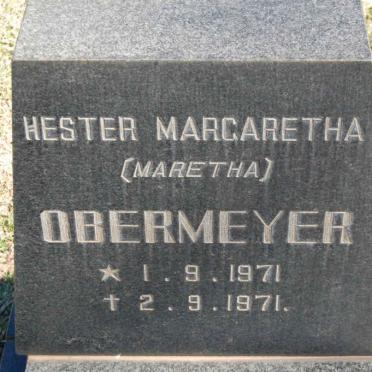 HESTER MARGARETHA
(MARETHA)
OBERMEYER
★ 1.9.1971
† 2.9.1971.